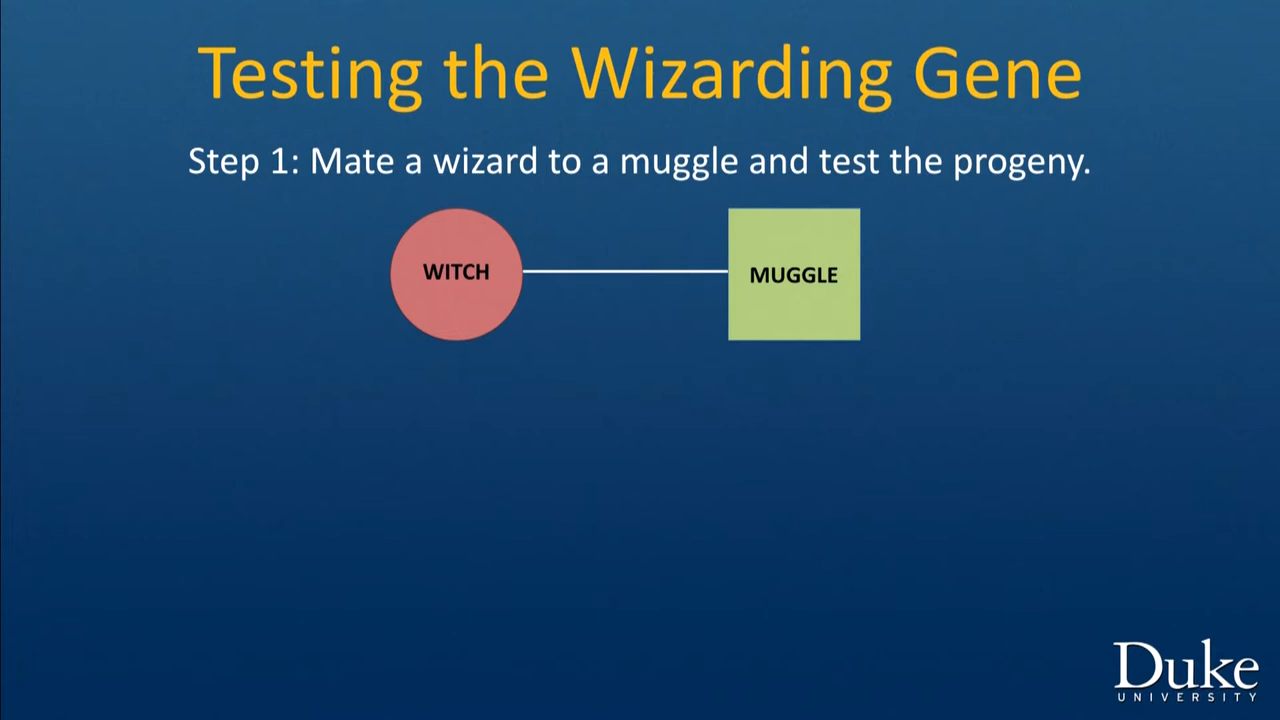 Testing the Wizarding Gene
Step 1: Mate a wizard to a muggle and test the progeny.
WITCH
MUGGLE
Duke
UNIVERSITY